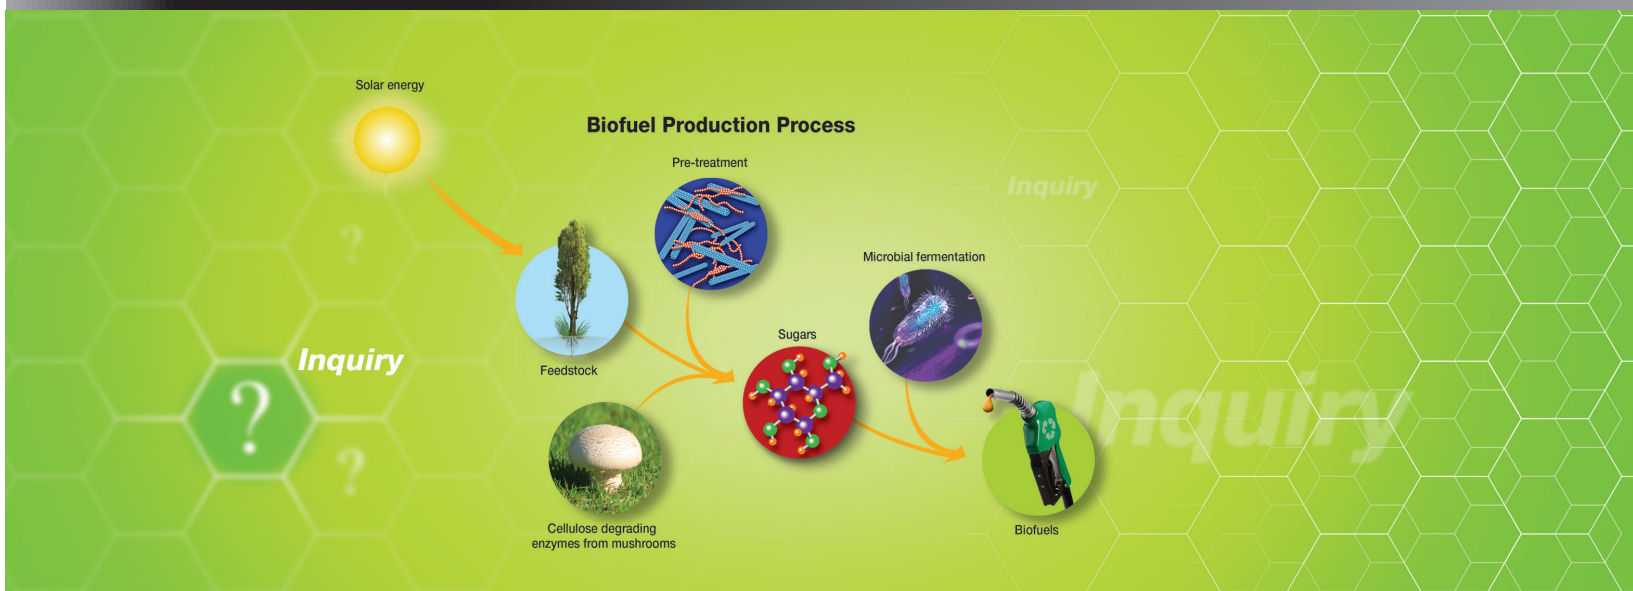 Solar energy
Biofuel Production Process
Pre-treatment
Inquiry
?
Microbial fermentation
Sugars
Inquiry
Feedstock
?
Inquiry
?
Cellulose degrading
enzymes from mushrooms
Biofuels